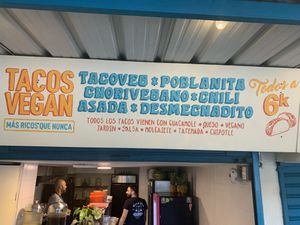 TACOS
VEGAN
MÁS RICOS QUE NUNCA
TACOVEG * POBLANITA
CHORIVEGANO * CHILI
ASADA * DESMECHADITO
TODOS LOS TACOS VIENEN CON GUACAMOLE * QUESO * VEGANO
JARDIN * SALSA * MOLCAJETE * TATEMADA * CHIPOTLE
Todos a
6k